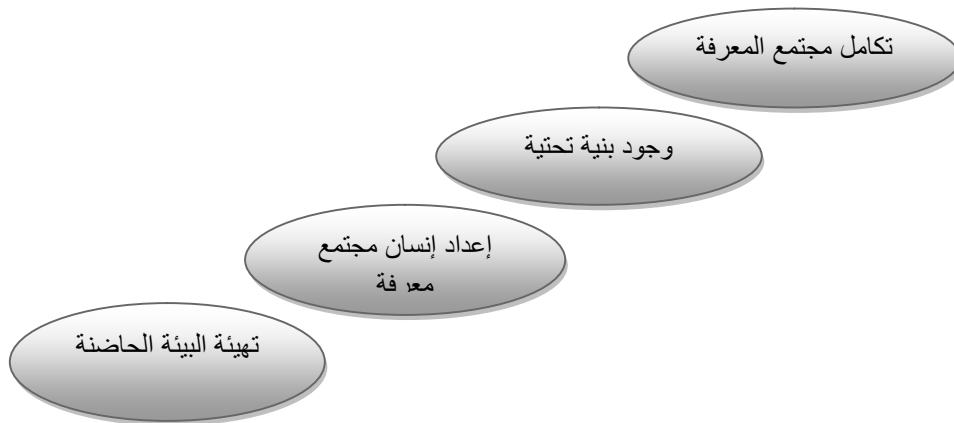 تكامل مجتمع المعرفة
وجود بنية تحتية
إعداد إنسان مجتمع
معرفة
تهيئة البيئة الحاضنة